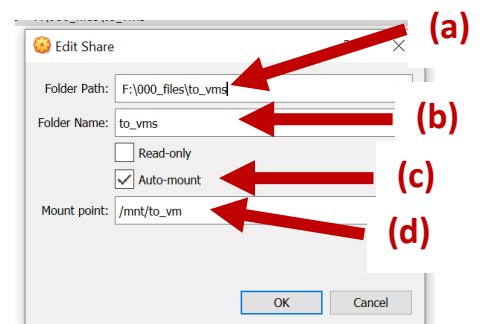 Edit Share
(a)
Folder Path: F:\000_files\to_vms
Folder Name: to_vms
(b)
Read-only
Auto-mount
(c)
Mount point: /mnt/to_vm
(d)
OK Cancel